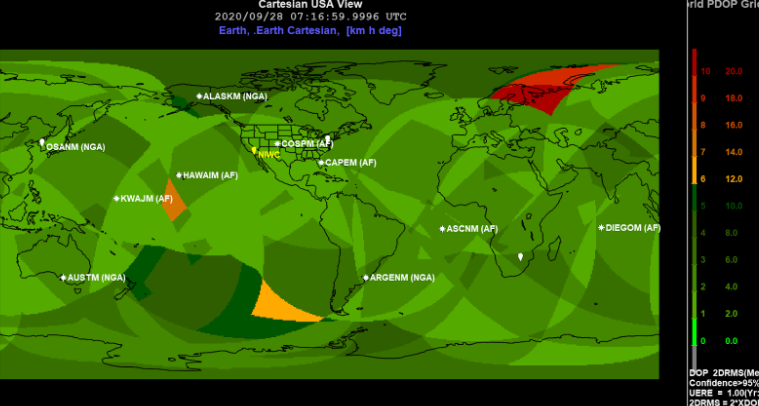 Cartesian USA View
2020/09/28 07:16:59.9996 UTC
Earth, .Earth Cartesian, [km h deg]
rld PDOP Gri
ALASKM (NGA)
OSANM (NGA)
COSPM (AF)
NIWC
CAPEM (AF)
HAWAIM (AF)
KWAJM (AF)
ASCNM (AF)
DIEGOM (AF)
AUSTM (NGA)
ARGENM (NGA)
10 20.0
9 18.0
8 16.0
7 14.0
6 12.0
5 10.0
4 8.0
3 6.0
2 4.0
1 2.0
0 0.0
DOP 2DRMS(Me
Confidence>95%
UERE = 1.00(Yr:
2DRMS = 2*XDO